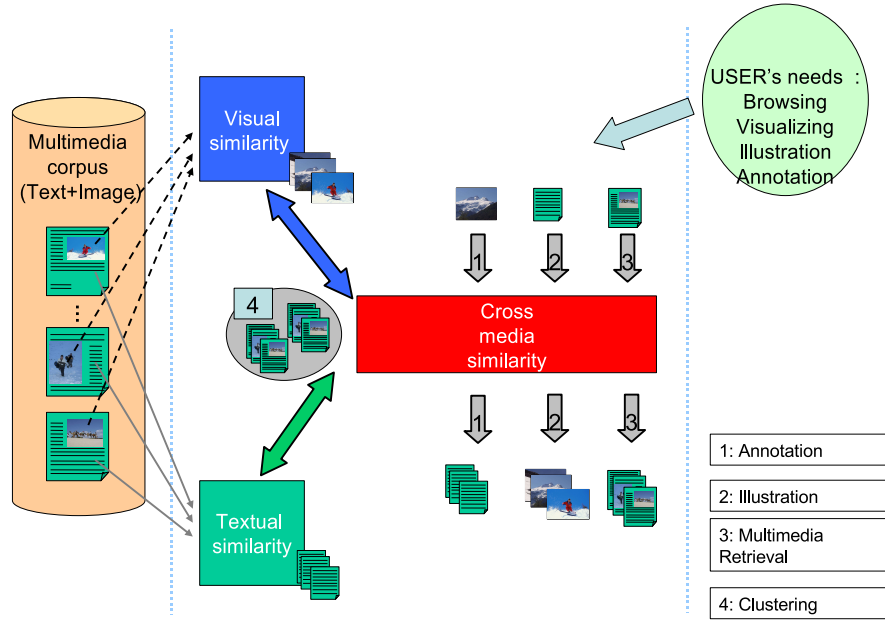 Multimedia
corpus
(Text+Image)
Visual
similarity
4
Textual
similarity
1
2
3
Cross
media
similarity
1
2
3
USER's needs :
Browsing
Visualizing
Illustration
Annotation
1: Annotation
2: Illustration
3: Multimedia
Retrieval
4: Clustering